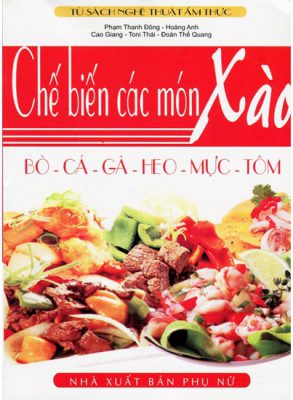 TỦ SÁCH NGHỆ THUẬT ẨM THỰC
Phạm Thanh Đông - Hoàng Anh
Cao Giang - Toni Thái - Đoàn Thế Quang
Chế biến các món Xào
BÒ - CÁ - GÀ - HEO - MỰC - TÔM
NHÀ XUẤT BẢN PHỤ NỮ